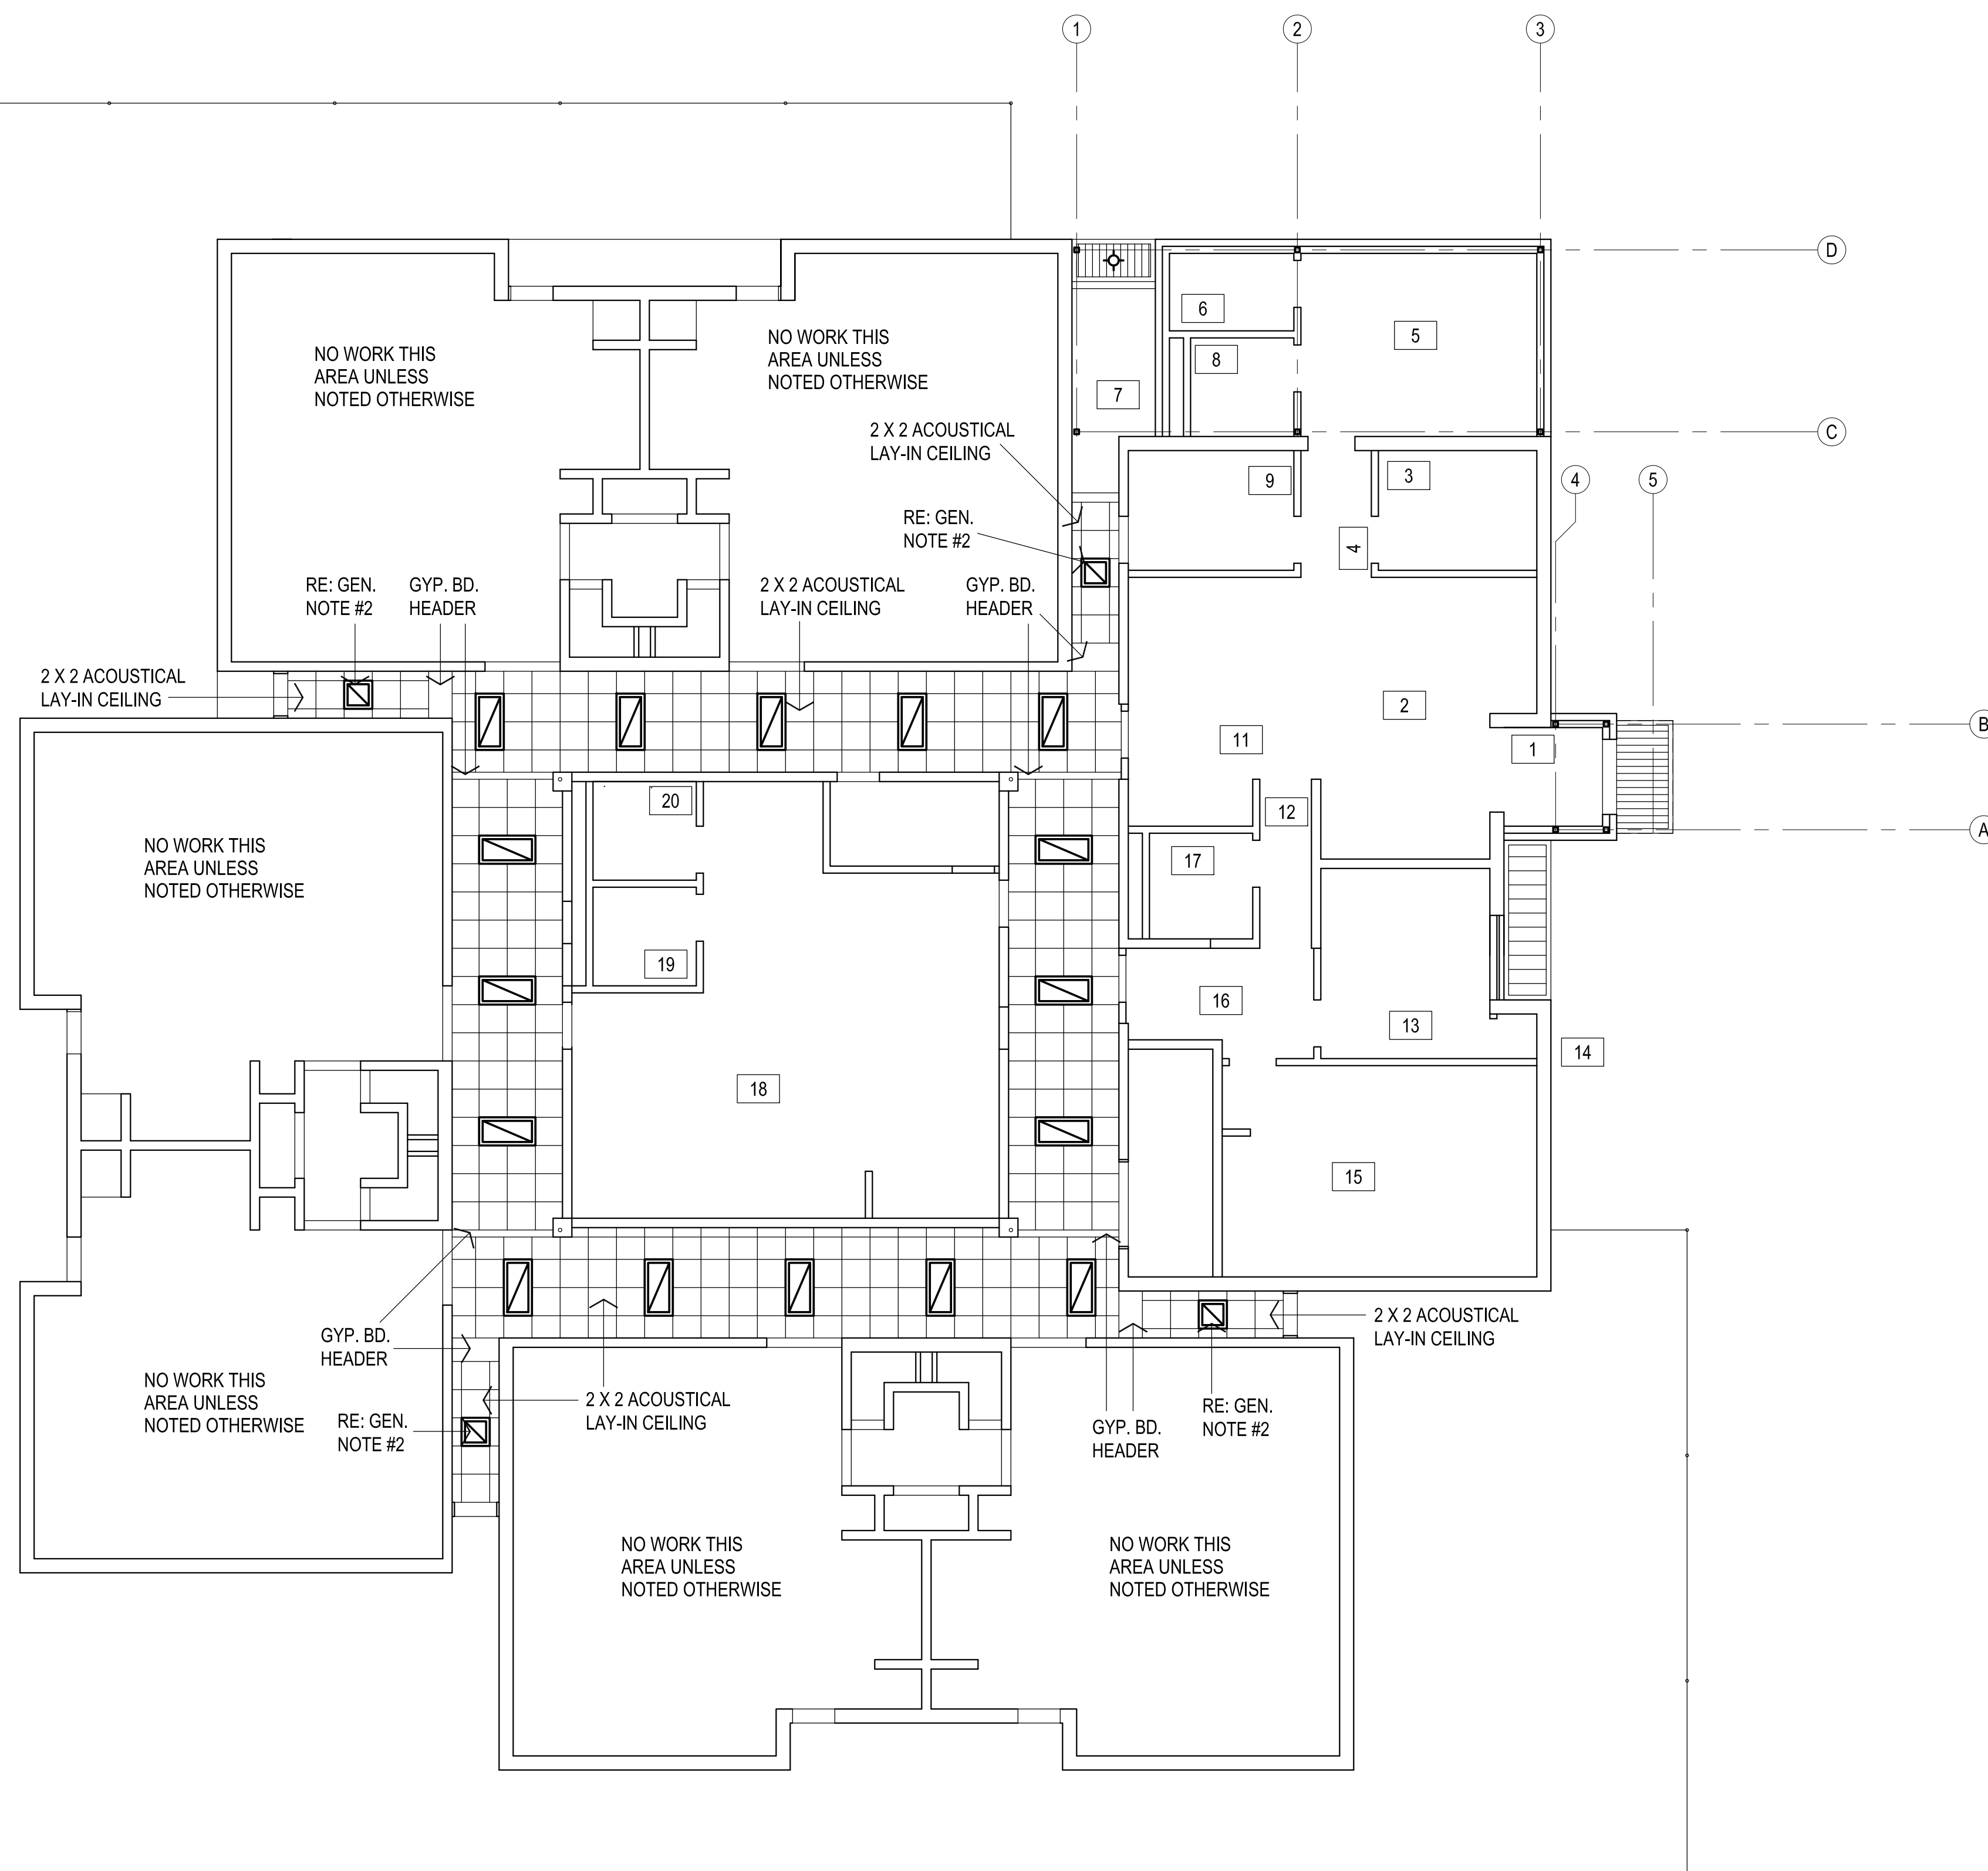 1
2
3
D
C
4
5
B
A
NO WORK THIS
AREA UNLESS
NOTED OTHERWISE
NO WORK THIS
AREA UNLESS
NOTED OTHERWISE
2 X 2 ACOUSTICAL
LAY-IN CEILING
RE: GEN.
NOTE #2
RE: GEN.
NOTE #2
GYP. BD.
HEADER
2 X 2 ACOUSTICAL
LAY-IN CEILING
GYP. BD.
HEADER
2 X 2 ACOUSTICAL
LAY-IN CEILING
6
5
8
7
9
3
4
2
11
1
20
12
17
19
16
13
14
18
15
NO WORK THIS
AREA UNLESS
NOTED OTHERWISE
GYP. BD.
HEADER
NO WORK THIS
AREA UNLESS
NOTED OTHERWISE
RE: GEN.
NOTE #2
2 X 2 ACOUSTICAL
LAY-IN CEILING
2 X 2 ACOUSTICAL
LAY-IN CEILING
GYP. BD.
HEADER
RE: GEN.
NOTE #2
NO WORK THIS
AREA UNLESS
NOTED OTHERWISE
NO WORK THIS
AREA UNLESS
NOTED OTHERWISE